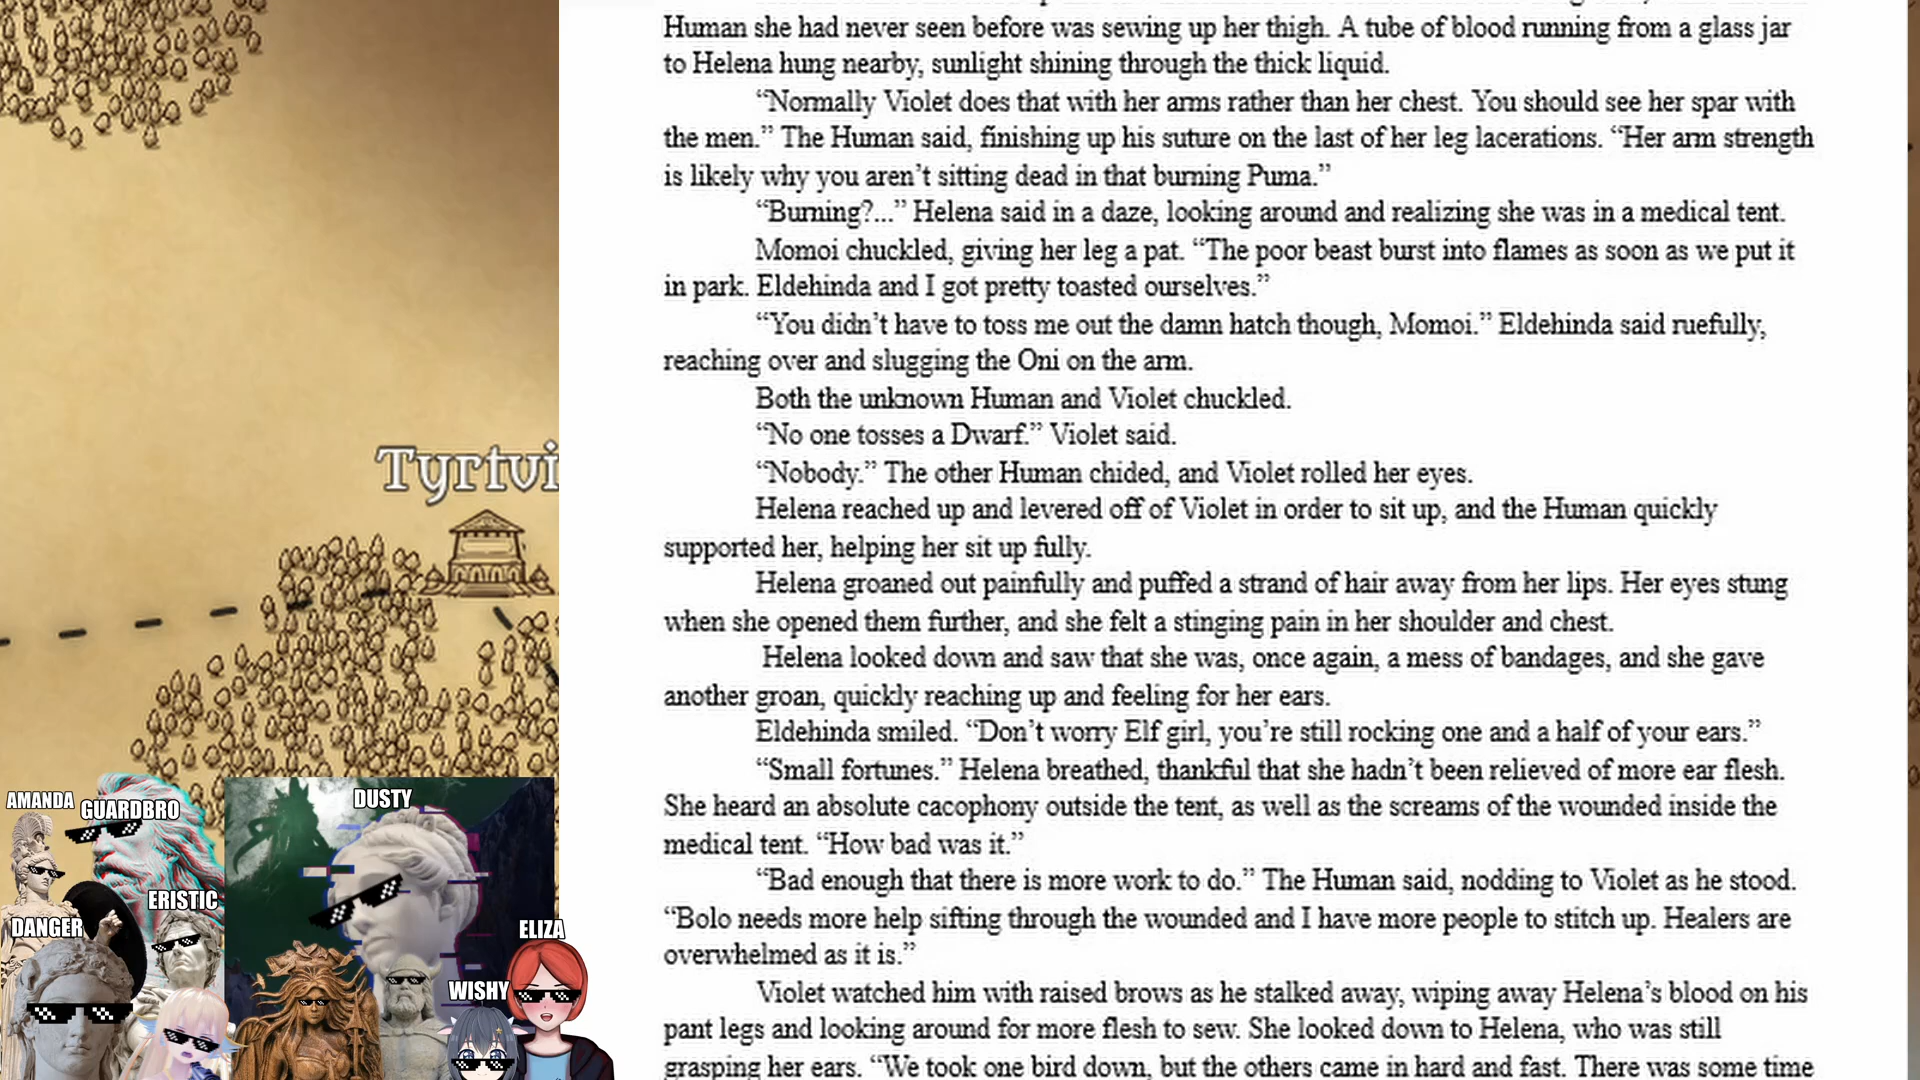 Human she had never seen before was sewing up her thigh. A tube of blood running from a glass jar
to Helena hung nearby, sunlight shining through the thick liquid.
“Normally Violet does that with her arms rather than her chest. You should see her spar with
the men.” The Human said, finishing up his suture on the last of her leg lacerations. “Her arm strength
is likely why you aren’t sitting dead in that burning Puma.”
“Burning?...” Helena said in a daze, looking around and realizing she was in a medical tent.
Momoi chuckled, giving her leg a pat. “The poor beast burst into flames as soon as we put it
in park. Eldehinda and I got pretty toasted ourselves.”
“You didn’t have to toss me out the damn hatch though, Momoi.” Eldehinda said ruefully,
reaching over and slugging the Oni on the arm.
Both the unknown Human and Violet chuckled.
“No one tosses a Dwarf.” Violet said.
“Nobody.” The other Human chided, and Violet rolled her eyes.
Helena reached up and levered off of Violet in order to sit up, and the Human quickly
supported her, helping her sit up fully.
Helena groaned out painfully and puffed a strand of hair away from her lips. Her eyes stung
when she opened them further, and she felt a stinging pain in her shoulder and chest.
Helena looked down and saw that she was, once again, a mess of bandages, and she gave
another groan, quickly reaching up and feeling for her ears.
Eldehinda smiled. “Don’t worry Elf girl, you’re still rocking one and a half of your ears.”
“Small fortunes.” Helena breathed, thankful that she hadn’t been relieved of more ear flesh.
She heard an absolute cacophony outside the tent, as well as the screams of the wounded inside the
medical tent. “How bad was it.”
“Bad enough that there is more work to do.” The Human said, nodding to Violet as he stood.
“Bolo needs more help sifting through the wounded and I have more people to stitch up. Healers are
overwhelmed as it is.”
Violet watched him with raised brows as he stalked away, wiping away Helena’s blood on his
pant legs and looking around for more flesh to sew. She looked down to Helena, who was still
grasping her ears. “We took one bird down, but the others came in hard and fast. There was some time
Tyrtvi
AMANDA
GUARDBRO
DUSTY
ERISTIC
DANGER
ELIZA
WISHY